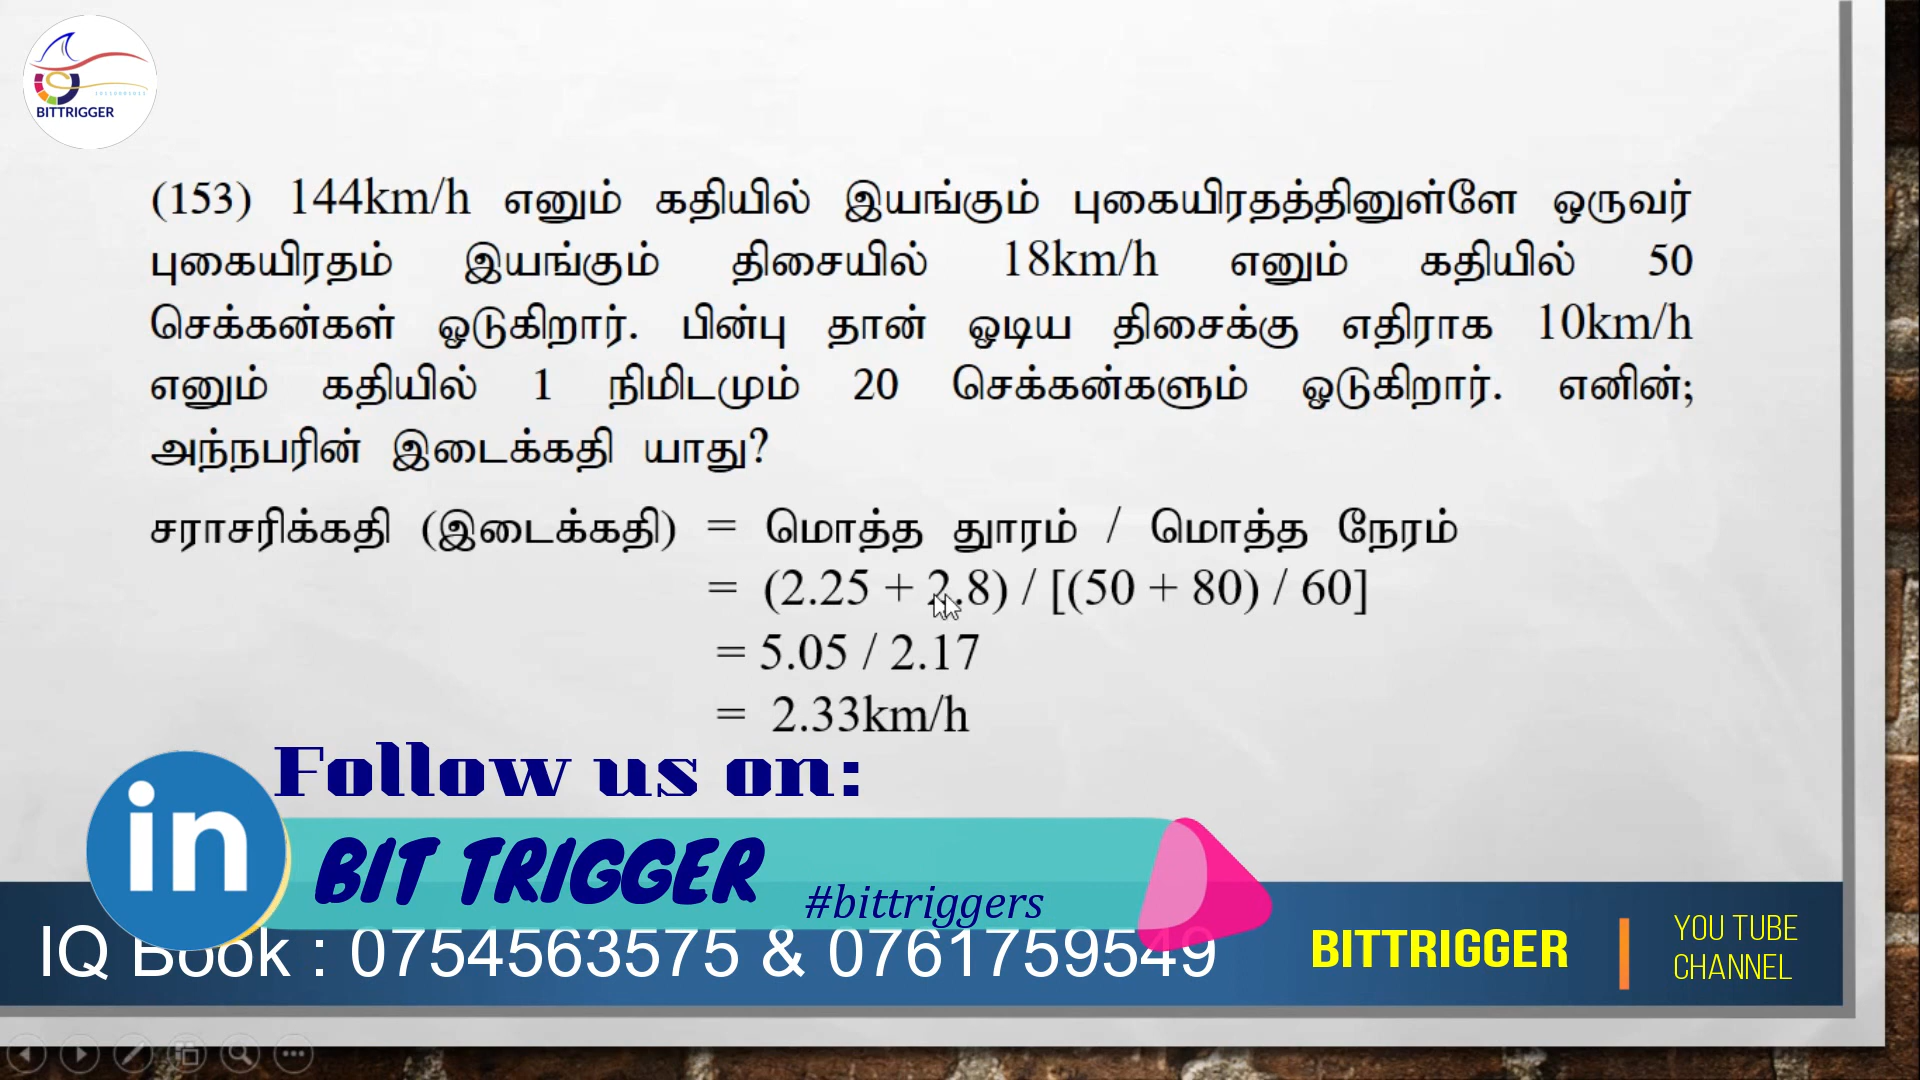 BITTRIGGER
(153) 144km/h எனும் கதியில் இயங்கும் புகையிரதத்தினுள்ளே ஒருவர்
புகையிரதம் இயங்கும் திசையில் 18km/h எனும் கதியில் 50
செக்கன்கள் ஓடுகிறார். பின்பு தான் ஓடிய திசைக்கு எதிராக 10km/h
எனும் கதியில் 1 நிமிடமும் 20 செக்கன்களும் ஓடுகிறார். எனின்;
அந்நபரின் இடைக்கதி யாது?
சராசரிக்கதி (இடைக்கதி) = மொத்த தூரம் / மொத்த நேரம்
= (2.25 + 2.8) / [(50 + 80) / 60]
= 5.05 / 2.17
= 2.33km/h
Follow us on:
in
BIT TRIGGER
#bittriggers
IQ Book : 0754563575 & 0761759549
BITTRIGGER
YOU TUBE
CHANNEL